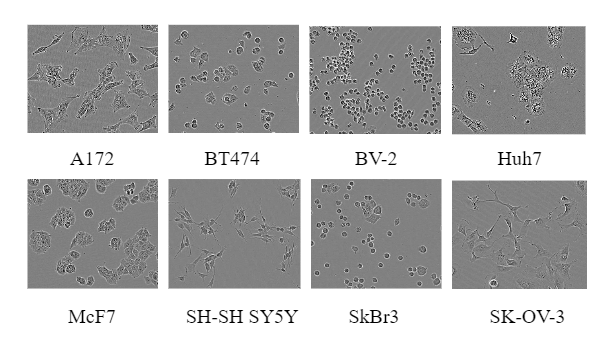 A172 BT474 BV-2 Huh7
McF7 SH-SH SY5Y SkBr3 SK-OV-3